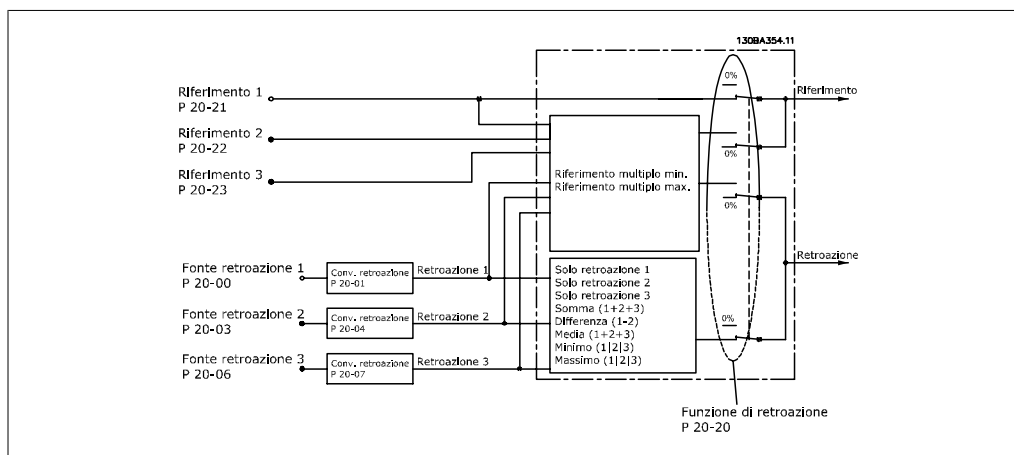 130BA354.11
0%
Riferimento 1
P 20-21
Riferimento
Riferimento 2
P 20-22
0%
Riferimento 3
P 20-23
Riferimento multiplo min.
Riferimento multiplo max.
0%
Retroazione
Fonte retroazione 1
P 20-00
Conv. retroazione
P 20-01
Retroazione 1
Fonte retroazione 2
P 20-03
Conv. retroazione
P 20-04
Retroazione 2
Fonte retroazione 3
P 20-06
Conv. retroazione
P 20-07
Retroazione 3
Solo retroazione 1
Solo retroazione 2
Solo retroazione 3
Somma (1+2+3)
Differenza (1-2)
Media (1+2+3)
Minimo (1|2|3)
Massimo (1|2|3)
0%
Funzione di retroazione
P 20-20